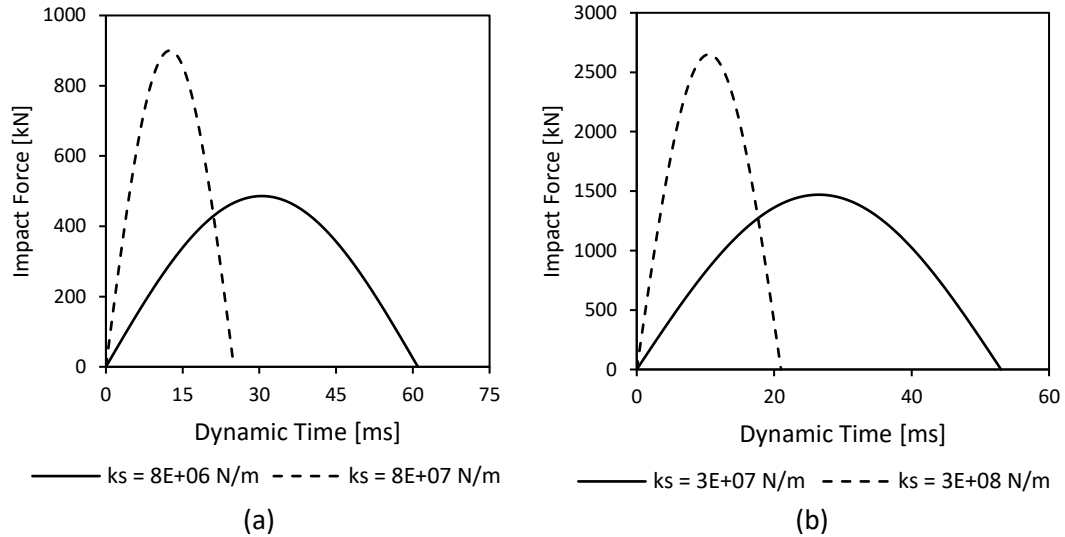 1000
800
600
400
200
0
Impact Force [kN]
0 15 30 45 60 75
Dynamic Time [ms]
ks = 8E+06 N/m ks = 8E+07 N/m
(a)
3000
2500
2000
1500
1000
500
0
Impact Force [kN]
0 20 40 60
Dynamic Time [ms]
ks = 3E+07 N/m ks = 3E+08 N/m
(b)